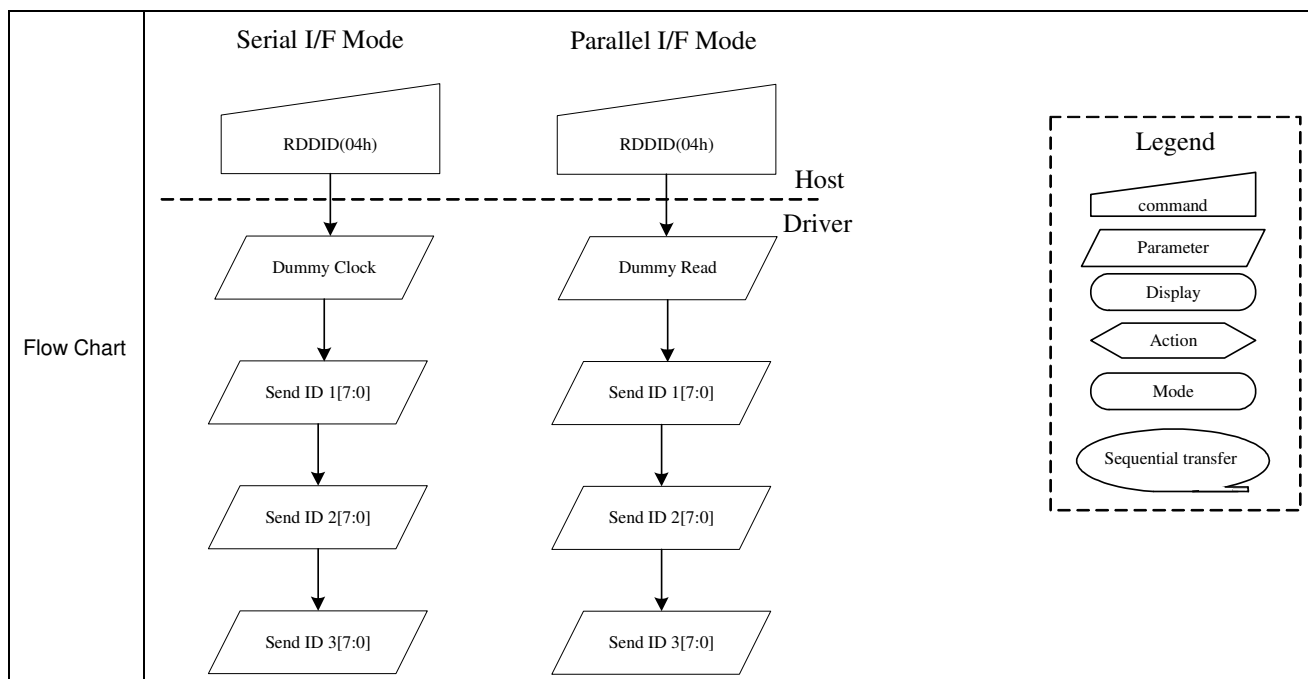 Flow Chart
Serial I/F Mode
RDDID(04h)
Dummy Clock
Send ID 1[7:0]
Send ID 2[7:0]
Send ID 3[7:0]
Parallel I/F Mode
RDDID(04h)
Host
Driver
Dummy Read
Send ID 1[7:0]
Send ID 2[7:0]
Send ID 3[7:0]
Legend
command
Parameter
Display
Action
Mode
Sequential transfer